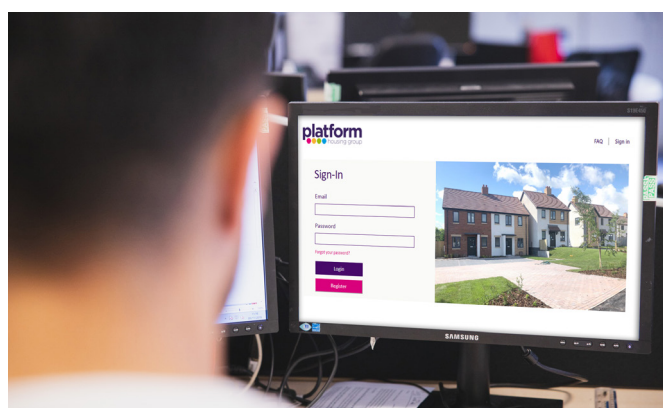 platform
housing group
FAQ | Sign in
Sign-In
Email
Password
Forgot your password?
Login
Register
SAMSUNG